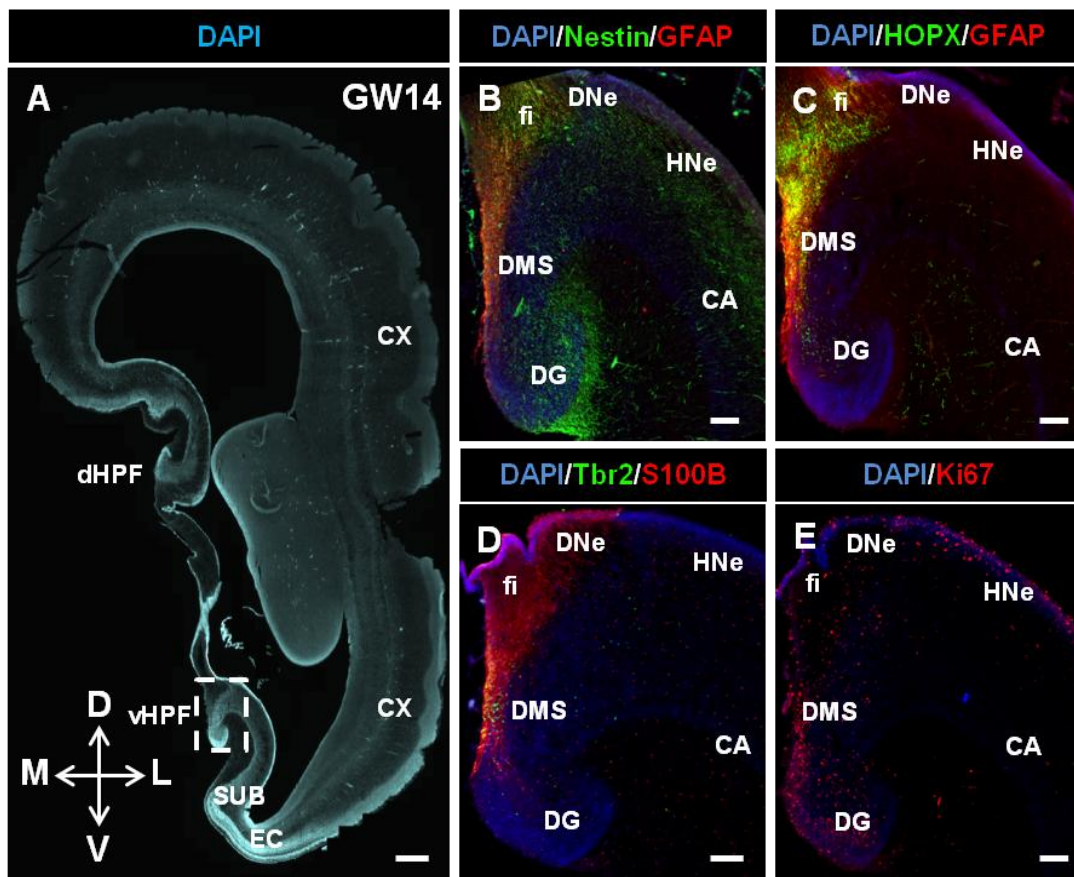 DAPI
A
GW14
CX
dHPF
CX
vHPF
D
M
L
V
SUB
EC
DAPI/Nestin/GFAP
B
DNe
fi
HNe
DMS
CA
DG
DAPI/HOPX/GFAP
C
fi
DNe
HNe
DMS
DG
CA
DAPI/Tbr2/S100B
D
DNe
fi
HNe
DMS
CA
DG
DAPI/Ki67
E
DNe
fi
HNe
DMS
CA
DG